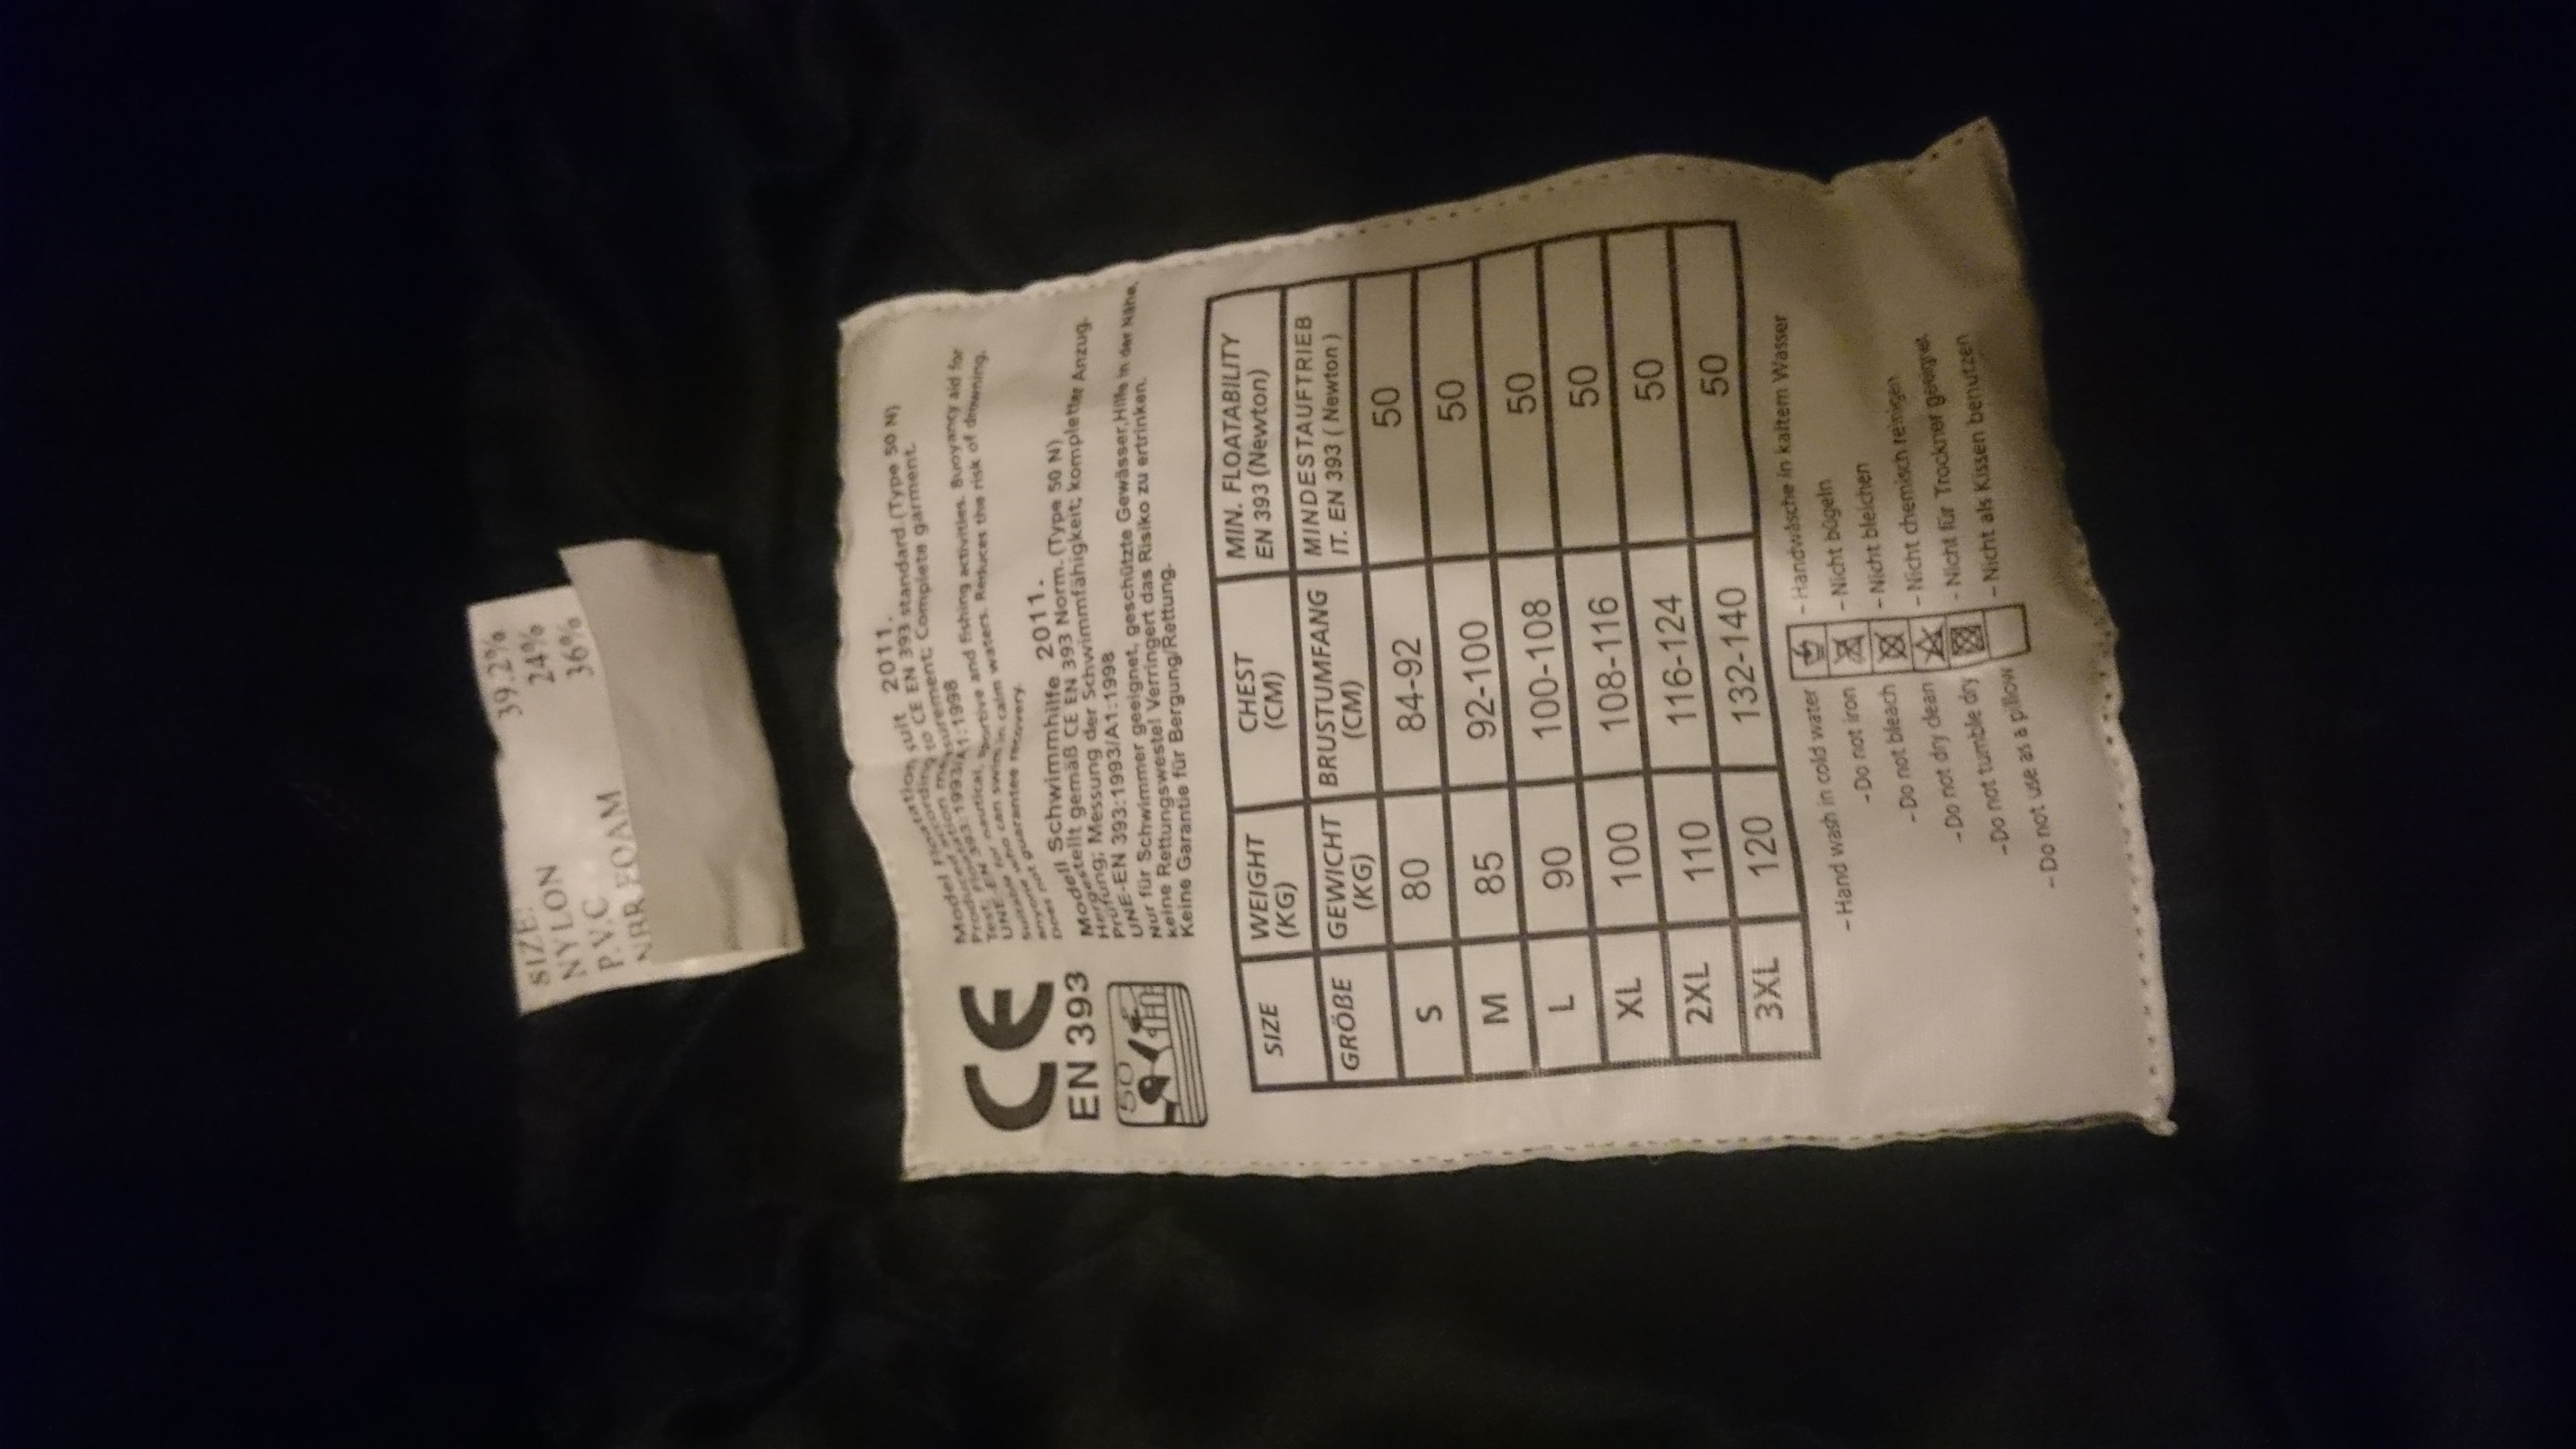 SIZE:
NYLON 39.2%
P.V.C. 24%
NBR FOAM 36%
CE
EN 393
50
Model Floatation suit 2011.
Produced according to CE EN 393 standard.(Type 50 N)
Test: Floatation measurement; Complete garment.
UNE-EN 393:1993/A1:1998
Suitable for nautical, sportive and fishing activities. Buoyancy aid for
anyone who can swim in calm waters. Reduces the risk of drowning.
Does not guarantee recovery.
Modell Schwimmhilfe 2011.
Hergestellt gemäß CE EN 393 Norm.(Type 50 N)
Prüfung; Messung der Schwimmfähigkeit; kompletter Anzug.
UNE-EN 393:1993/A1:1998
Nur für Schwimmer geeignet, geschützte Gewässer,Hilfe in der Nähe,
keine Rettungsweste! Verringert das Risiko zu ertrinken.
Keine Garantie für Bergung/Rettung.
SIZE WEIGHT (KG) CHEST (CM) MIN. FLOATABILITY EN 393 (Newton)
GRÖßE GEWICHT (KG) BRUSTUMFANG (CM) MINDESTAUFTRIEB IT. EN 393 ( Newton )
S 80 84-92 50
M 85 92-100 50
L 90 100-108 50
XL 100 108-116 50
2XL 110 116-124 50
3XL 120 132-140 50
-Hand wash in cold water -Handwäsche in kaltem Wasser
-Do not iron -Nicht bügeln
-Do not bleach -Nicht bleichen
-Do not dry clean -Nicht chemisch reinigen
-Do not tumble dry -Nicht für Trockner geeignet
-Do not use as a pillow -Nicht als Kissen benutzen